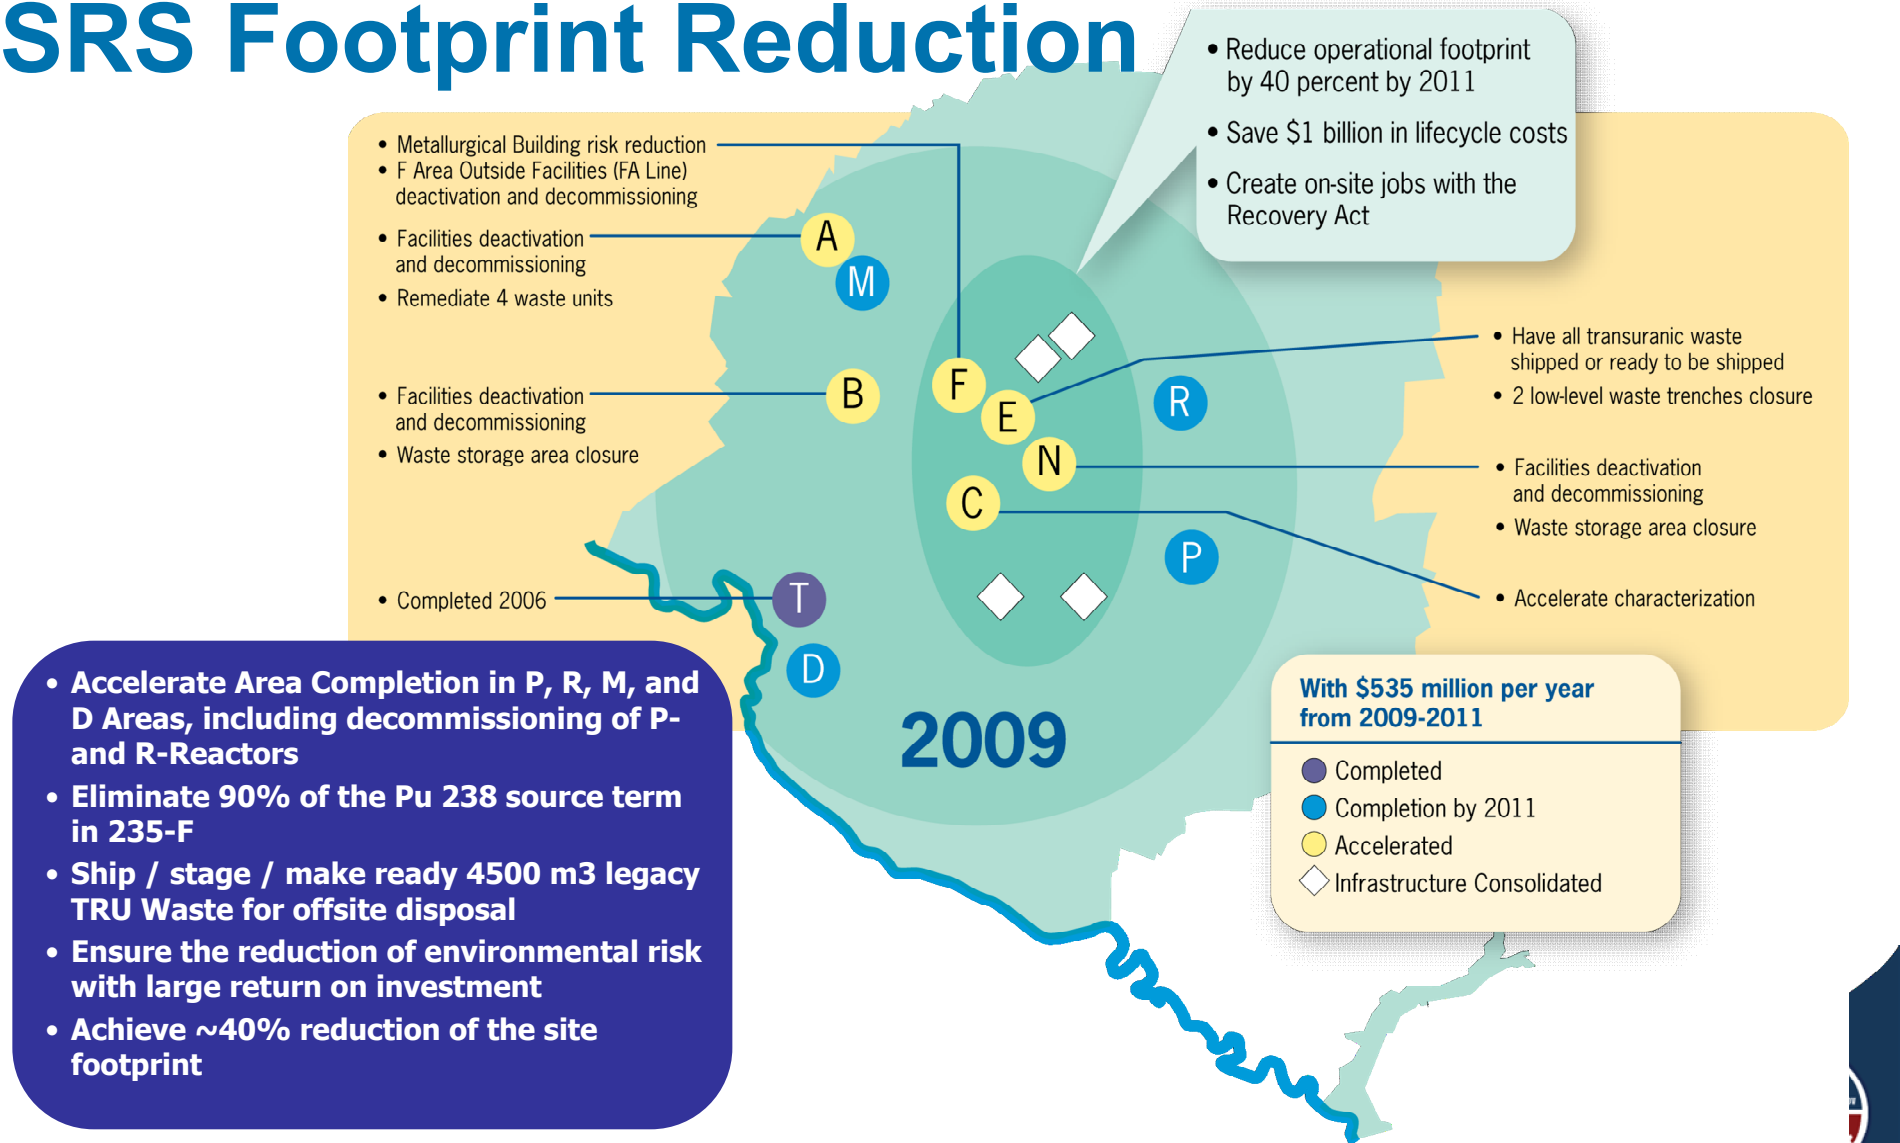 SRS Footprint Reduction
• Reduce operational footprint
by 40 percent by 2011
• Save $1 billion in lifecycle costs
• Create on-site jobs with the
Recovery Act
• Metallurgical Building risk reduction
• F Area Outside Facilities (FA Line)
deactivation and decommissioning
• Facilities deactivation
and decommissioning
• Remediate 4 waste units
• Facilities deactivation
and decommissioning
• Waste storage area closure
• Completed 2006
A
M
B
F
E
N
C
R
P
T
D
• Have all transuranic waste
shipped or ready to be shipped
• 2 low-level waste trenches closure
• Facilities deactivation
and decommissioning
• Waste storage area closure
• Accelerate characterization
2009
• Accelerate Area Completion in P, R, M, and
D Areas, including decommissioning of P-
and R-Reactors
• Eliminate 90% of the Pu 238 source term
in 235-F
• Ship / stage / make ready 4500 m3 legacy
TRU Waste for offsite disposal
• Ensure the reduction of environmental risk
with large return on investment
• Achieve ~40% reduction of the site
footprint
With $535 million per year
from 2009-2011
Completed
Completion by 2011
Accelerated
Infrastructure Consolidated